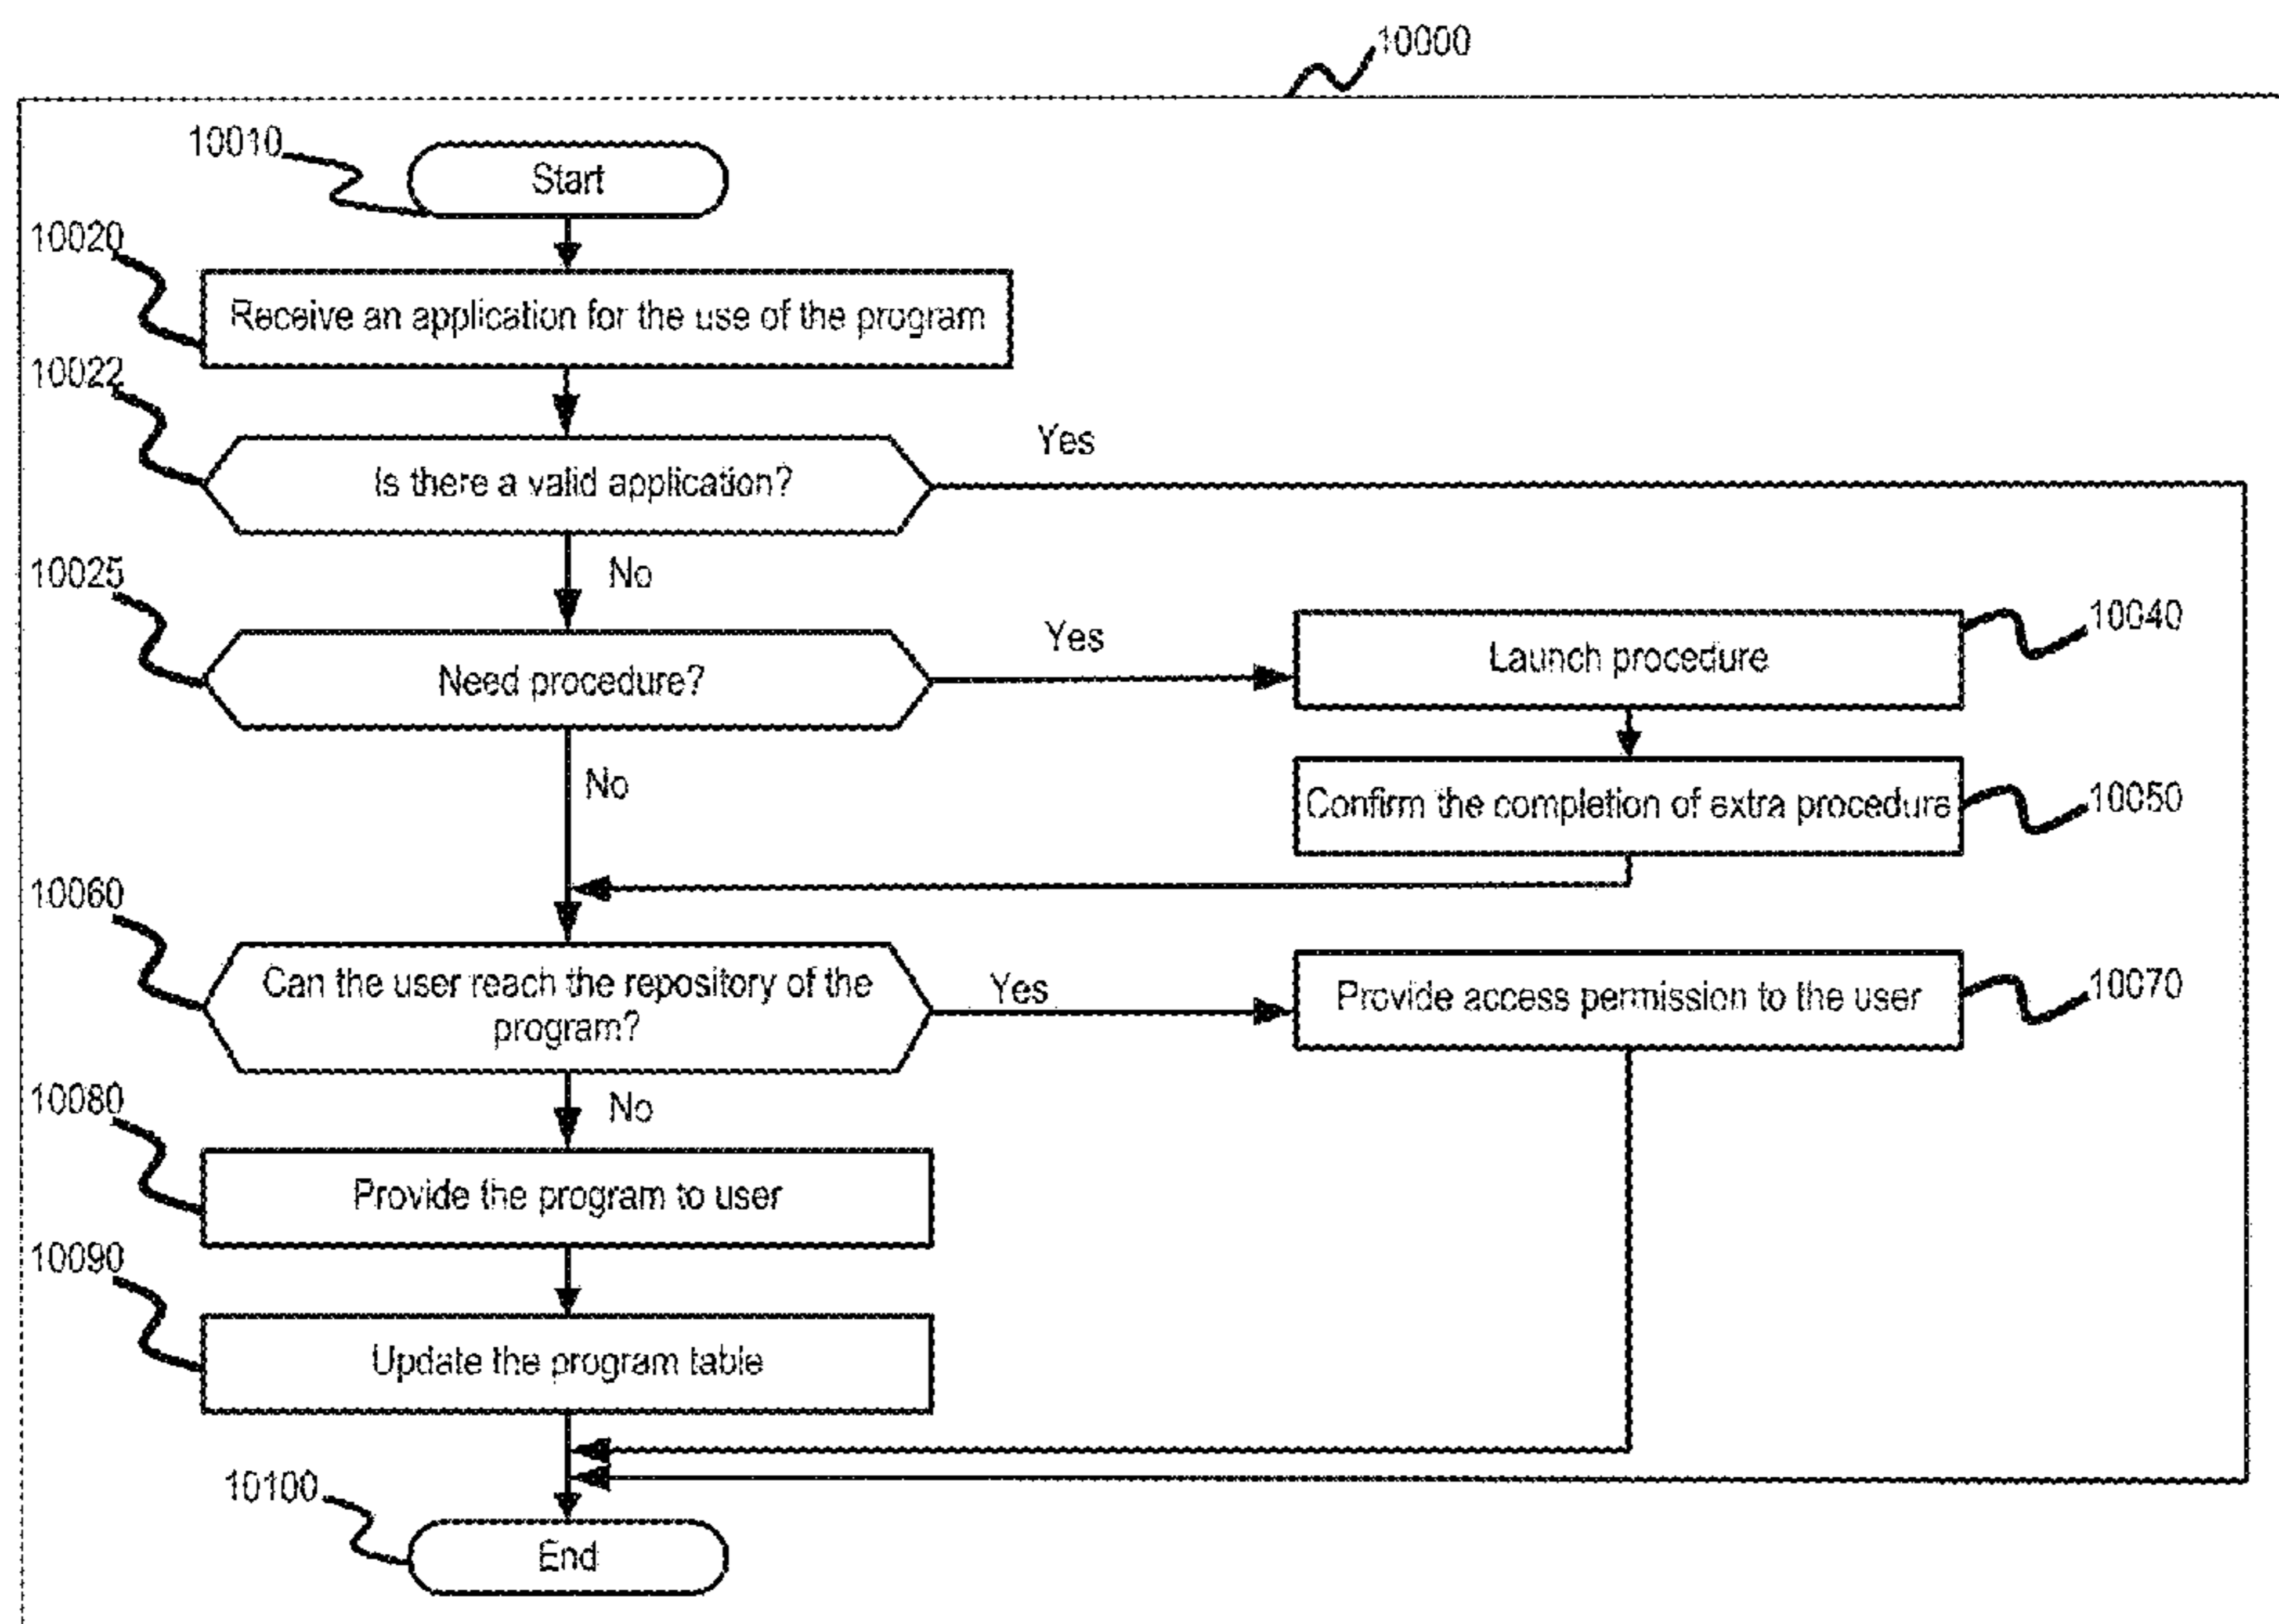 10000
10010
Start
10020
Receive an application for the use of the program
10022
Is there a valid application?
Yes
No
10025
Need procedure?
Yes
Launch procedure
10040
No
Confirm the completion of extra procedure
10050
10060
Can the user reach the repository of the
program?
Yes
Provide access permission to the user
10070
No
10080
Provide the program to user
10090
Update the program table
10100
End